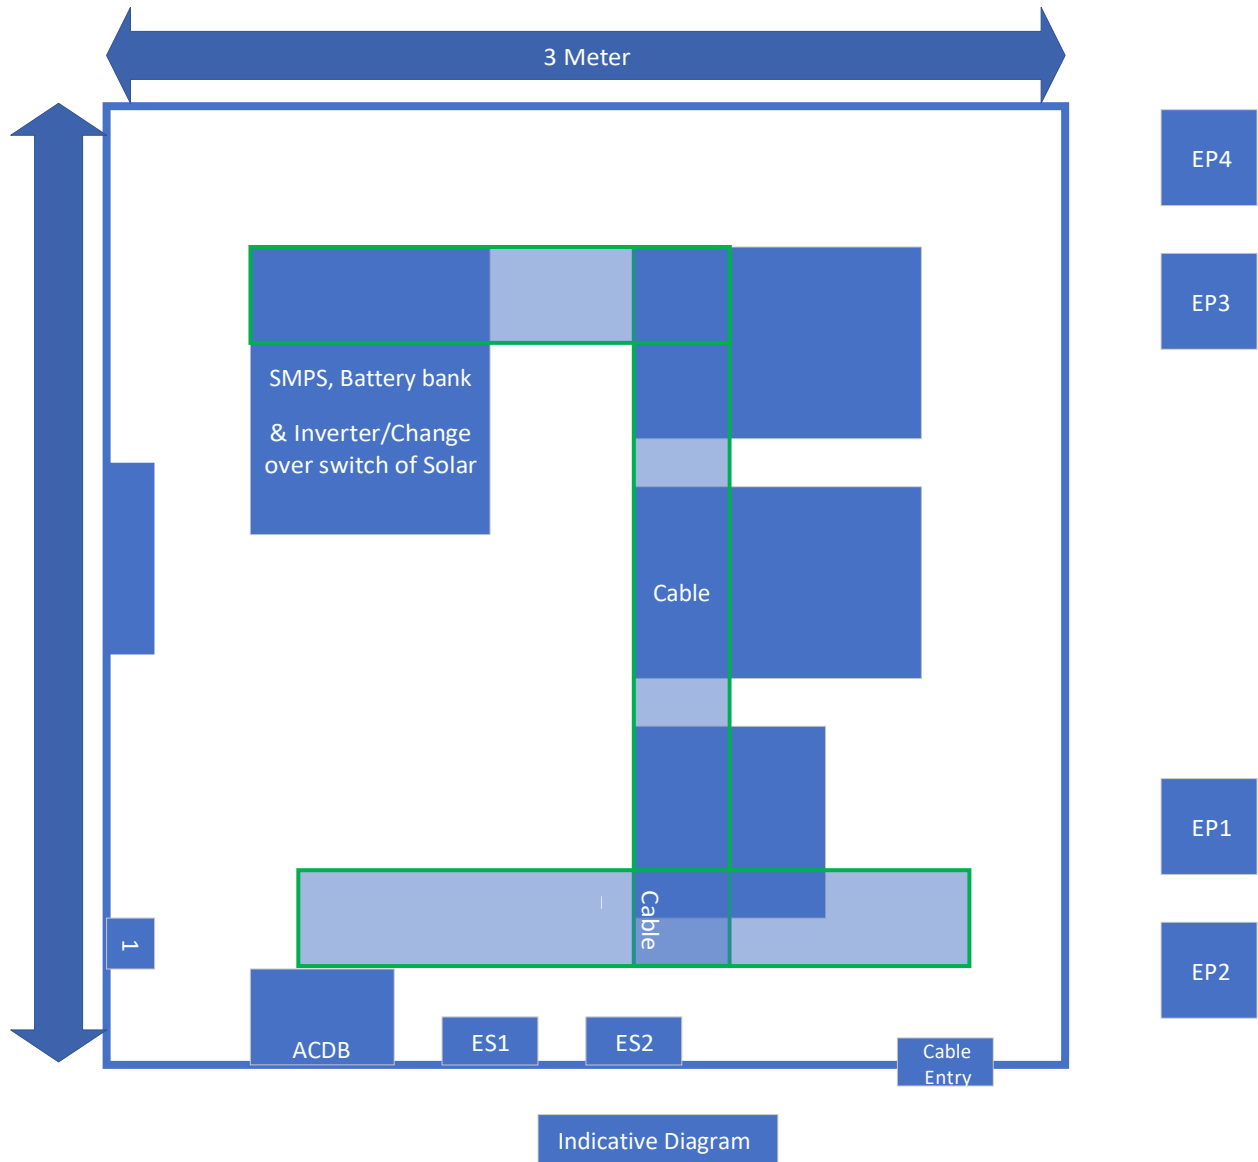 3 Meter
EP4
EP3
SMPS, Battery bank
& Inverter/Change
over switch of Solar
Cable
EP1
Cable
1
EP2
ACDB
ES1
ES2
Cable
Entry
Indicative Diagram